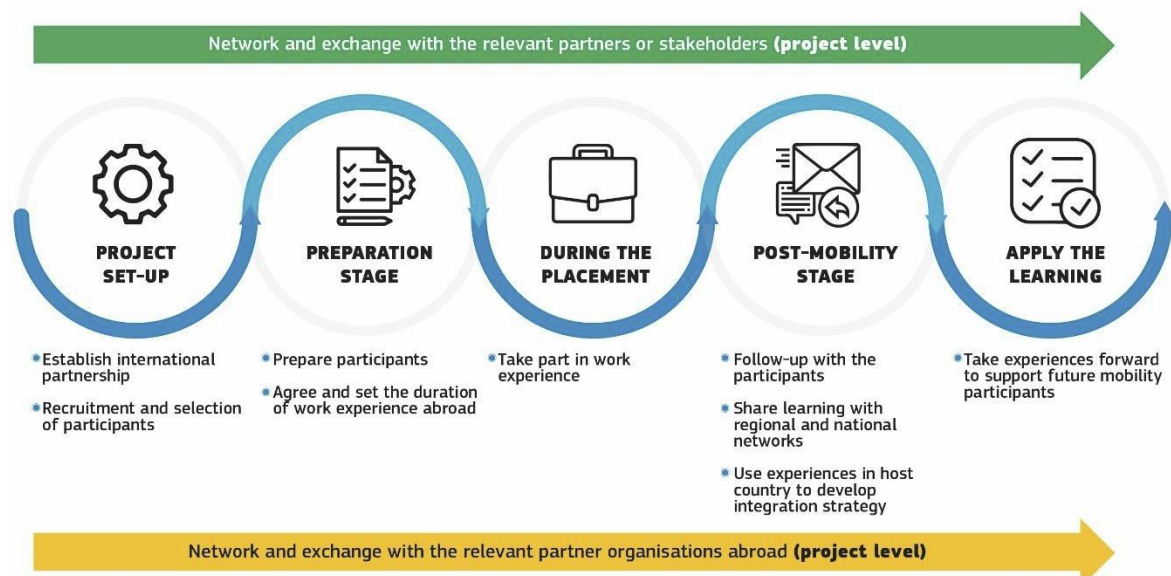 Network and exchange with the relevant partners or stakeholders (project level)
PROJECT
SET-UP
PREPARATION
STAGE
DURING THE
PLACEMENT
POST-MOBILITY
STAGE
APPLY THE
LEARNING
Establish international
partnership
Recruitment and selection
of participants
Prepare participants
Agree and set the duration
of work experience abroad
Take part in work
experience
Follow-up with the
participants
Share learning with
regional and national
networks
Use experiences in host
country to develop
integration strategy
Take experiences forward
to support future mobility
participants
Network and exchange with the relevant partner organisations abroad (project level)